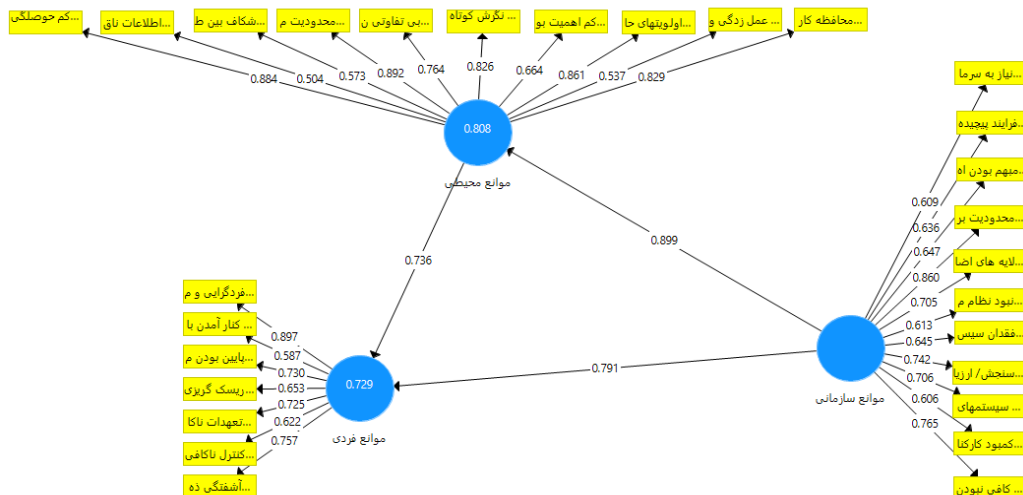 کم حوصلگی...
اطلاعات ناق...
شکاف بین ط...
محدودیت م...
بی تفاوتی ن...
نگرش کوتاه ...
کم اهمیت بو...
اولویتهای حا...
عمل زدگی و ...
محافظه کار...
0.884
0.504
0.573
0.892
0.764
0.826
0.664
0.861
0.537
0.829
0.808
موانع محیطی
نیاز به سرما...
فرایند پیچیده...
مبهم بودن اه...
محدودیت بر...
لایه های اضا...
نبود نظام م...
فقدان سیس...
سنجش/ ارزیا...
سیستمهای ...
کمبود کارکنا...
کافی نبودن ...
0.609
0.636
0.647
0.860
0.705
0.613
0.645
0.742
0.706
0.606
0.765
موانع سازمانی
0.899
0.736
0.791
فردگرایی و م...
کنار آمدن با ...
پایین بودن م...
ریسک گریزی...
تعهدات ناکا...
کنترل ناکافی...
آشفتگی ذه...
0.897
0.587
0.730
0.653
0.725
0.622
0.757
0.729
موانع فردی